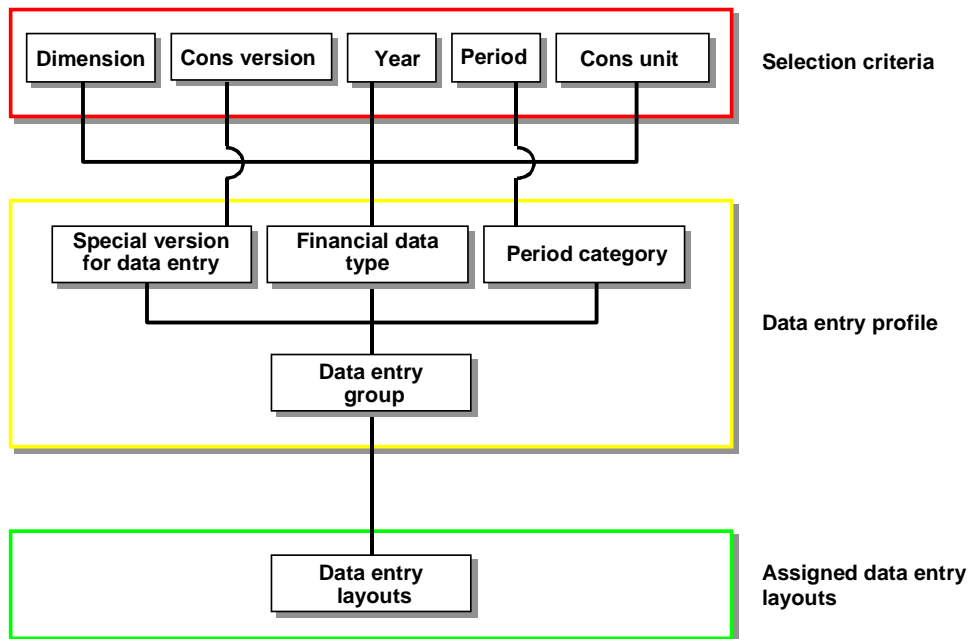 Dimension
Cons version
Year
Period
Cons unit
Selection criteria
Special version
for data entry
Financial data
type
Period category
Data entry profile
Data entry
group
Data entry
layouts
Assigned data entry
layouts